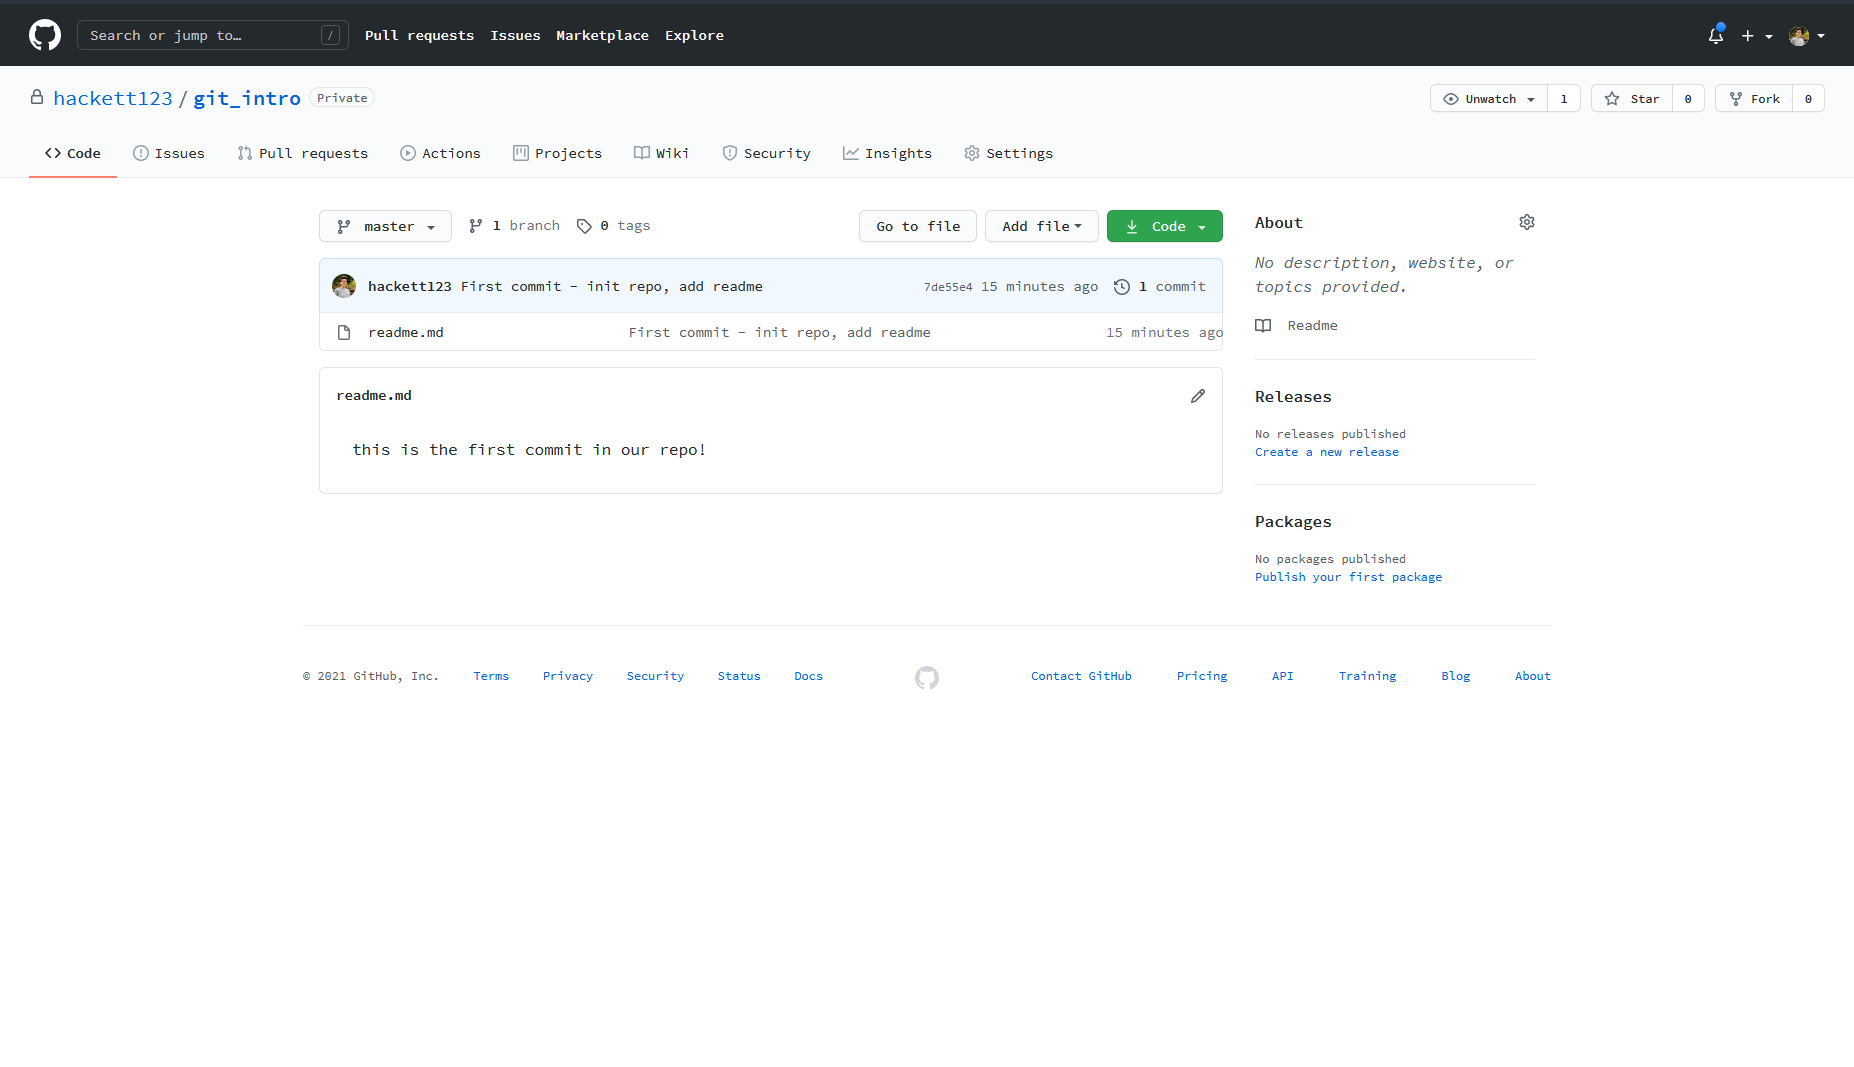 Search or jump to… / Pull requests Issues Marketplace Explore
hackett123 / git_intro Private Unwatch 1 Star 0 Fork 0
Code Issues Pull requests Actions Projects Wiki Security Insights Settings
master 1 branch 0 tags Go to file Add file Code
hackett123 First commit - init repo, add readme 7de55e4 15 minutes ago 1 commit
readme.md First commit - init repo, add readme 15 minutes ago
readme.md
this is the first commit in our repo!
About
No description, website, or
topics provided.
Readme
Releases
No releases published
Create a new release
Packages
No packages published
Publish your first package
© 2021 GitHub, Inc. Terms Privacy Security Status Docs Contact GitHub Pricing API Training Blog About